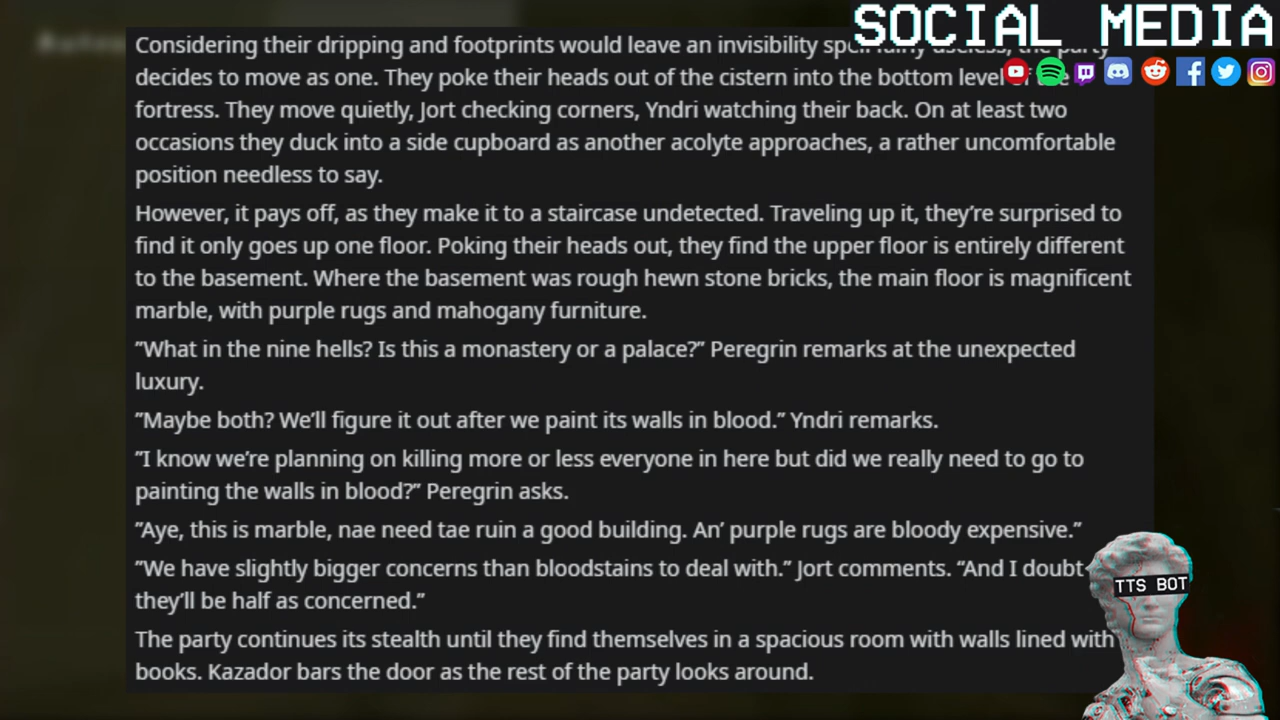 SOCIAL MEDIA
Considering their dripping and footprints would leave an invisibility spell fairly useless, the party
decides to move as one. They poke their heads out of the cistern into the bottom level of the
fortress. They move quietly, Jort checking corners, Yndri watching their back. On at least two
occasions they duck into a side cupboard as another acolyte approaches, a rather uncomfortable
position needless to say.
However, it pays off, as they make it to a staircase undetected. Traveling up it, they’re surprised to
find it only goes up one floor. Poking their heads out, they find the upper floor is entirely different
to the basement. Where the basement was rough hewn stone bricks, the main floor is magnificent
marble, with purple rugs and mahogany furniture.
”What in the nine hells? Is this a monastery or a palace?” Peregrin remarks at the unexpected
luxury.
”Maybe both? We’ll figure it out after we paint its walls in blood.” Yndri remarks.
”I know we’re planning on killing more or less everyone in here but did we really need to go to
painting the walls in blood?” Peregrin asks.
”Aye, this is marble, nae need tae ruin a good building. An’ purple rugs are bloody expensive.”
”We have slightly bigger concerns than bloodstains to deal with.” Jort comments. “And I doubt
they’ll be half as concerned.”
The party continues its stealth until they find themselves in a spacious room with walls lined with
books. Kazador bars the door as the rest of the party looks around.
TTS BOT